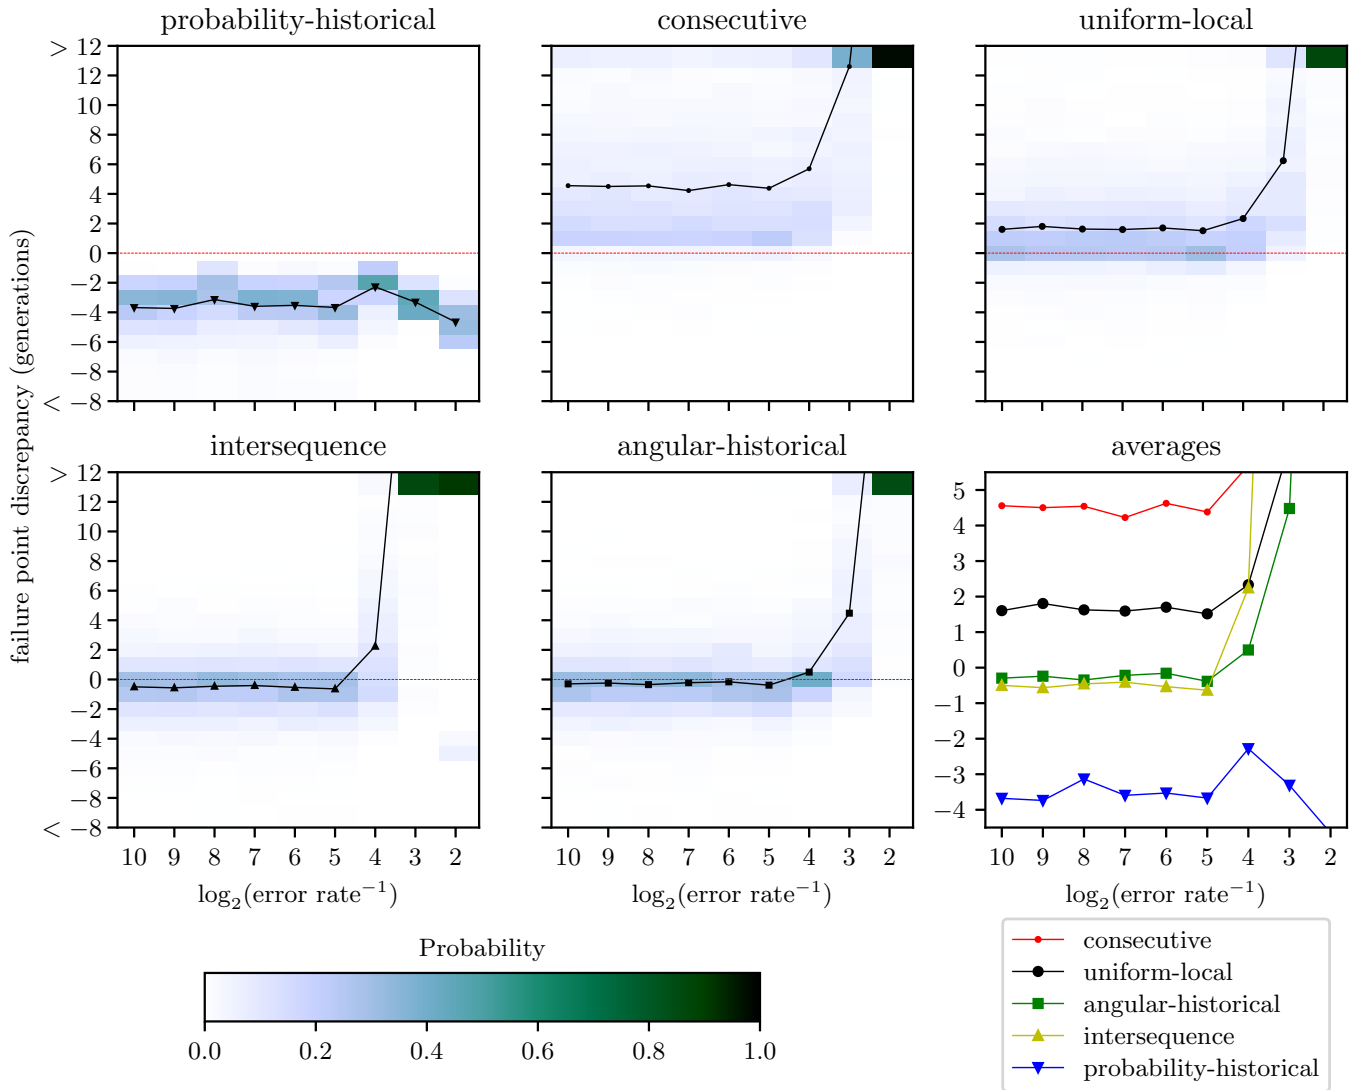 probability-historical
consecutive
uniform-local
> 12
12
10
8
6
4
2
0
−2
−4
−6
−8
< −8
failure point discrepancy (generations)
intersequence
angular-historical
averages
> 12
12
10
8
6
4
2
0
−2
−4
−6
−8
< −8
5
4
3
2
1
0
−1
−2
−3
−4
10 9 8 7 6 5 4 3 2
10 9 8 7 6 5 4 3 2
10 9 8 7 6 5 4 3 2
log₂(error rate⁻¹)
log₂(error rate⁻¹)
log₂(error rate⁻¹)
Probability
0.0 0.2 0.4 0.6 0.8 1.0
consecutive
uniform-local
angular-historical
intersequence
probability-historical